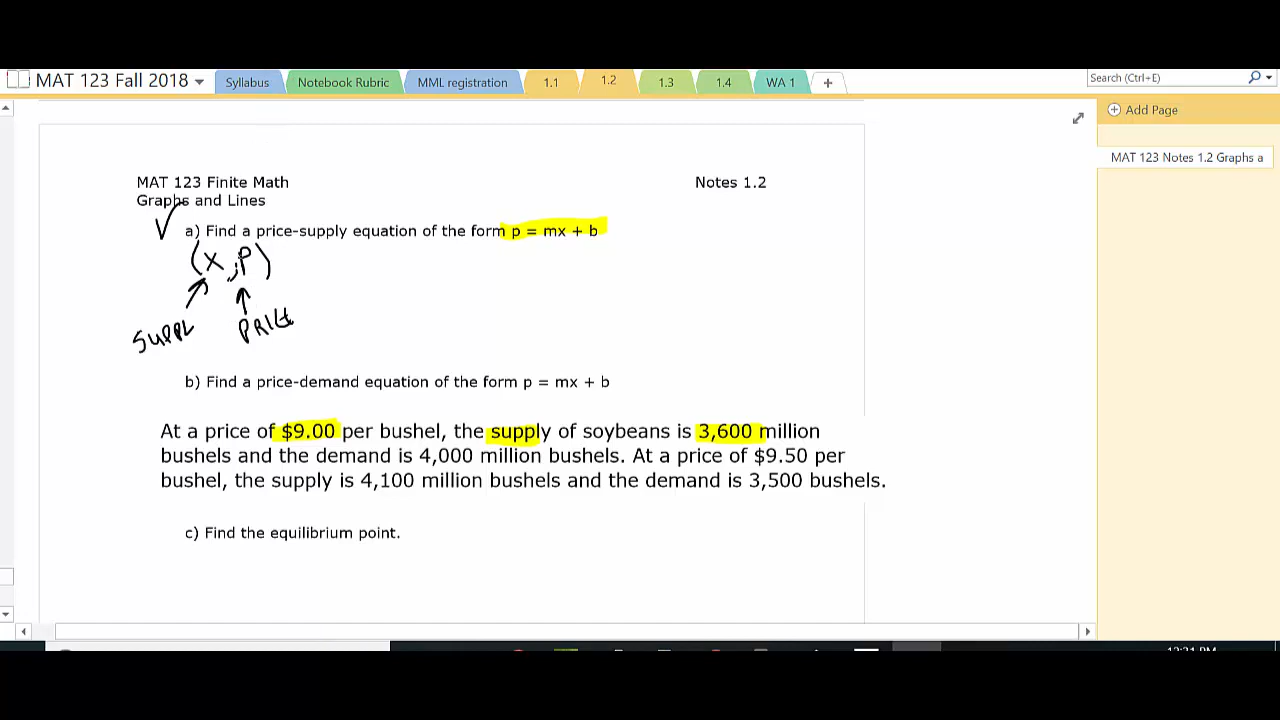 MAT 123 Fall 2018 Syllabus Notebook Rubric MML registration 1.1 1.2 1.3 1.4 WA 1 Search (Ctrl+E)
Add Page
MAT 123 Notes 1.2 Graphs a
MAT 123 Finite Math Notes 1.2
Graphs and Lines
a) Find a price-supply equation of the form p = mx + b
(x, P)
SUPPL PRICE
b) Find a price-demand equation of the form p = mx + b
At a price of $9.00 per bushel, the supply of soybeans is 3,600 million
bushels and the demand is 4,000 million bushels. At a price of $9.50 per
bushel, the supply is 4,100 million bushels and the demand is 3,500 bushels.
c) Find the equilibrium point.